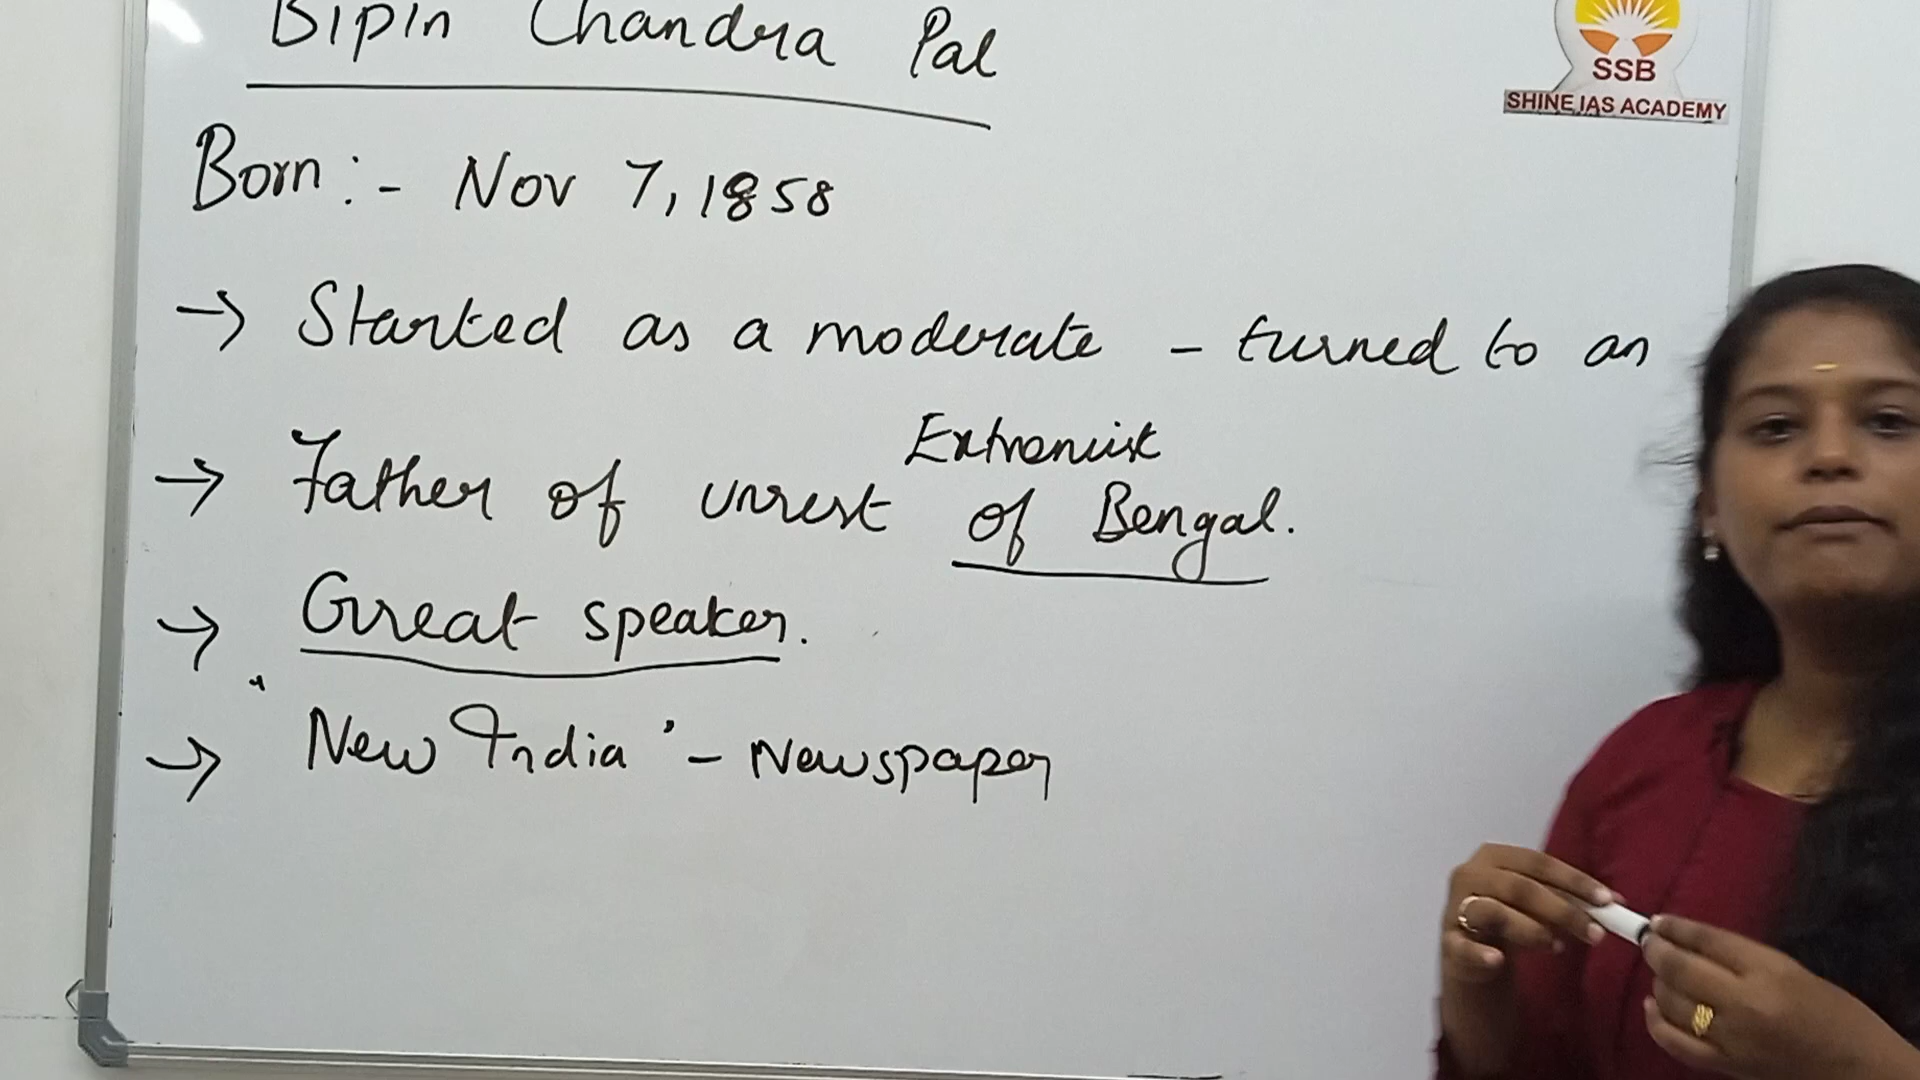 Bipin Chandra Pal
SSB
SHINE IAS ACADEMY
Born :- Nov 7, 1858
→ Started as a moderate - turned to an
Extremist
→ Father of unrest of Bengal.
→ Great speaker.
→ 'New India' - Newspaper